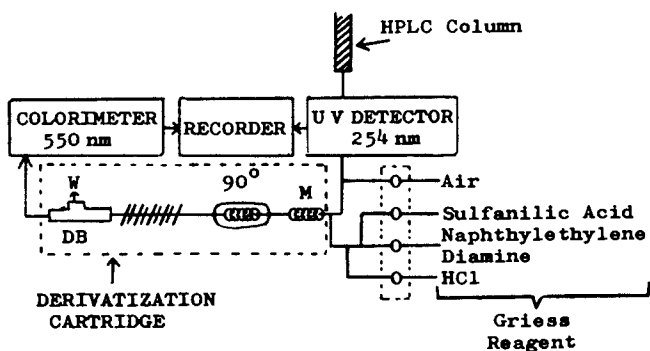 HPLC Column
COLORIMETER
550 nm
RECORDER
UV DETECTOR
254 nm
W
90°
M
DB
Air
Sulfanilic Acid
Naphthylethylene
Diamine
HCl
DERIVATIZATION
CARTRIDGE
Griess
Reagent